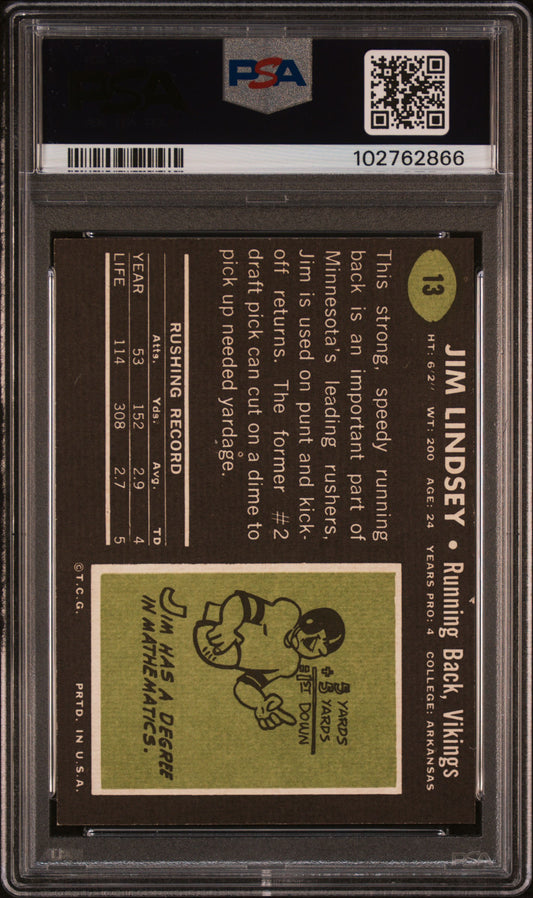 PSA
102762866
13
JIM LINDSEY • Running Back, Vikings
HT: 6'2" WT: 200 AGE: 24 YEARS PRO: 4 COLLEGE: ARKANSAS
This strong, speedy running
back is an important part of
Minnesota's leading rushers,
Jim is used on punt and kick-
off returns. The former #2
draft pick can cut on a dime to
pick up needed yardage.
RUSHING RECORD
Atts. Yds. Avg. TD
YEAR 53 152 2.9 4
LIFE 114 308 2.7 5
5 YARDS
+ 5 YARDS
= 1ST DOWN
JIM HAS A DEGREE
IN MATHEMATICS.
© T.C.G. PRTD. IN U.S.A.
PSA